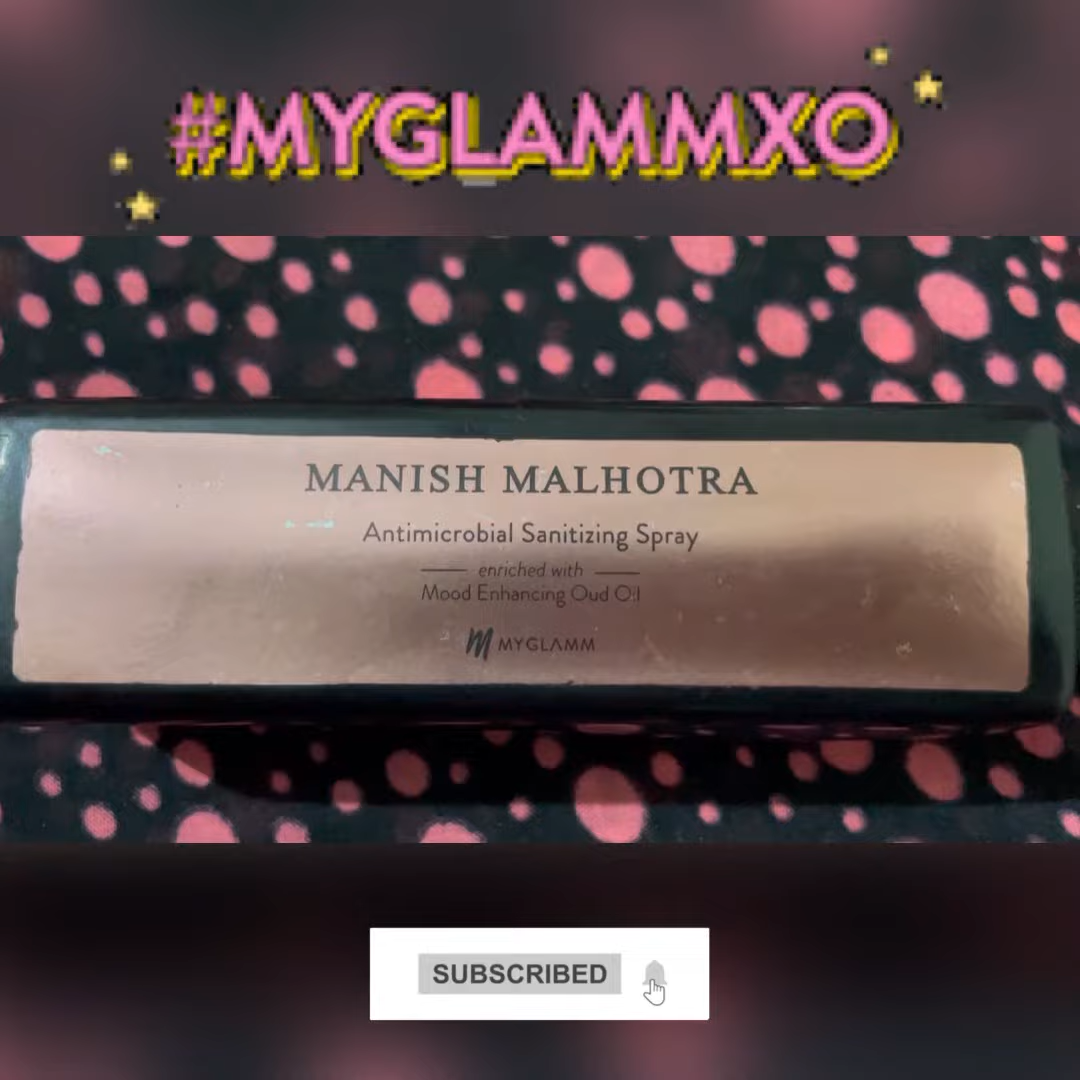 #MYGLAMMXO
MANISH MALHOTRA
Antimicrobial Sanitizing Spray
enriched with
Mood Enhancing Oud Oil
MYGLAMM
SUBSCRIBED